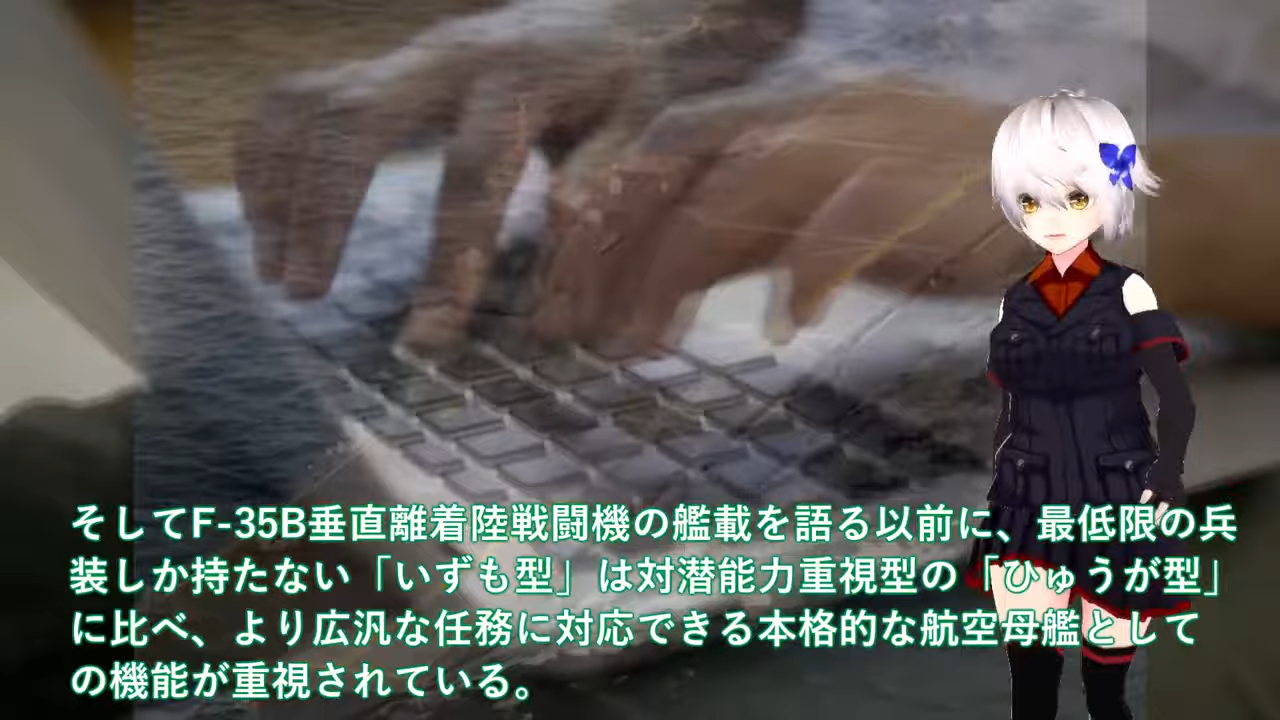 そしてF-35B垂直離着陸戦闘機の艦載を語る以前に、最低限の兵
装しか持たない「いずも型」は対潜能力重視型の「ひゅうが型」
に比べ、より広汎な任務に対応できる本格的な航空母艦として
の機能が重視されている。